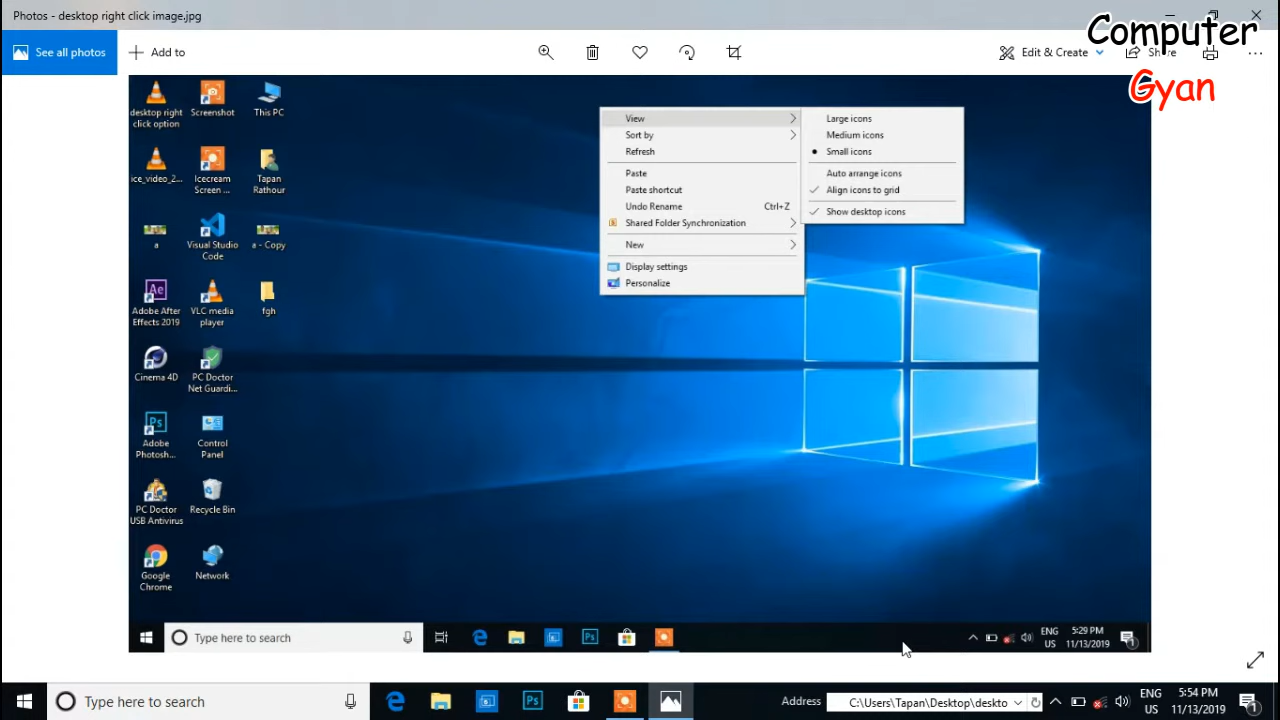 Photos - desktop right click image.jpg
Computer
Gyan
See all photos
Add to
Edit & Create
Share
desktop right
click option
Screenshot
This PC
ice_video_2...
Icecream
Screen ...
Tapan
Rathour
a
Visual Studio
Code
a - Copy
Adobe After
Effects 2019
VLC media
player
fgh
Cinema 4D
PC Doctor
Net Guardi...
Adobe
Photosh...
Control
Panel
PC Doctor
USB Antivirus
Recycle Bin
Google
Chrome
Network
View
Sort by
Refresh
Paste
Paste shortcut
Undo Rename Ctrl+Z
Shared Folder Synchronization
New
Display settings
Personalize
Large icons
Medium icons
Small icons
Auto arrange icons
Align icons to grid
Show desktop icons
Type here to search
Ps
ENG
US
5:29 PM
11/13/2019
1
Type here to search
Ps
Address C:\Users\Tapan\Desktop\deskto
ENG
US
5:54 PM
11/13/2019
1